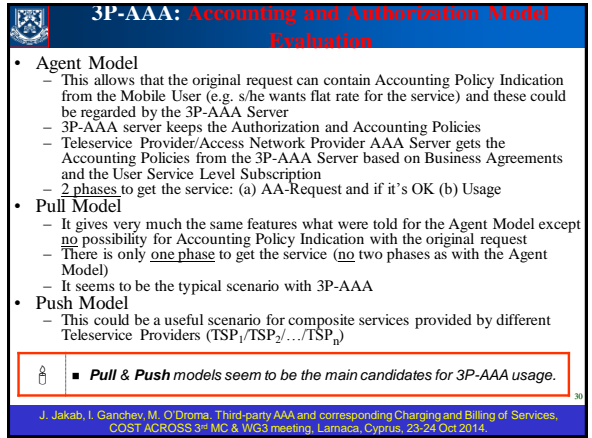 3P-AAA: Accounting and Authorization Model
Evaluation
• Agent Model
– This allows that the original request can contain Accounting Policy Indication
from the Mobile User (e.g. s/he wants flat rate for the service) and these could
be regarded by the 3P-AAA Server
– 3P-AAA server keeps the Authorization and Accounting Policies
– Teleservice Provider/Access Network Provider AAA Server gets the
Accounting Policies from the 3P-AAA Server based on Business Agreements
and the User Service Level Subscription
– 2 phases to get the service: (a) AA-Request and if it's OK (b) Usage
• Pull Model
– It gives very much the same features what were told for the Agent Model except
no possibility for Accounting Policy Indication with the original request
– There is only one phase to get the service (no two phases as with the Agent
Model)
– It seems to be the typical scenario with 3P-AAA
• Push Model
– This could be a useful scenario for composite services provided by different
Teleservice Providers (TSP1/TSP2/…/TSPn)
■ Pull & Push models seem to be the main candidates for 3P-AAA usage.
30
J. Jakab, I. Ganchev, M. O'Droma. Third-party AAA and corresponding Charging and Billing of Services,
COST ACROSS 3rd MC & WG3 meeting, Larnaca, Cyprus, 23-24 Oct 2014.